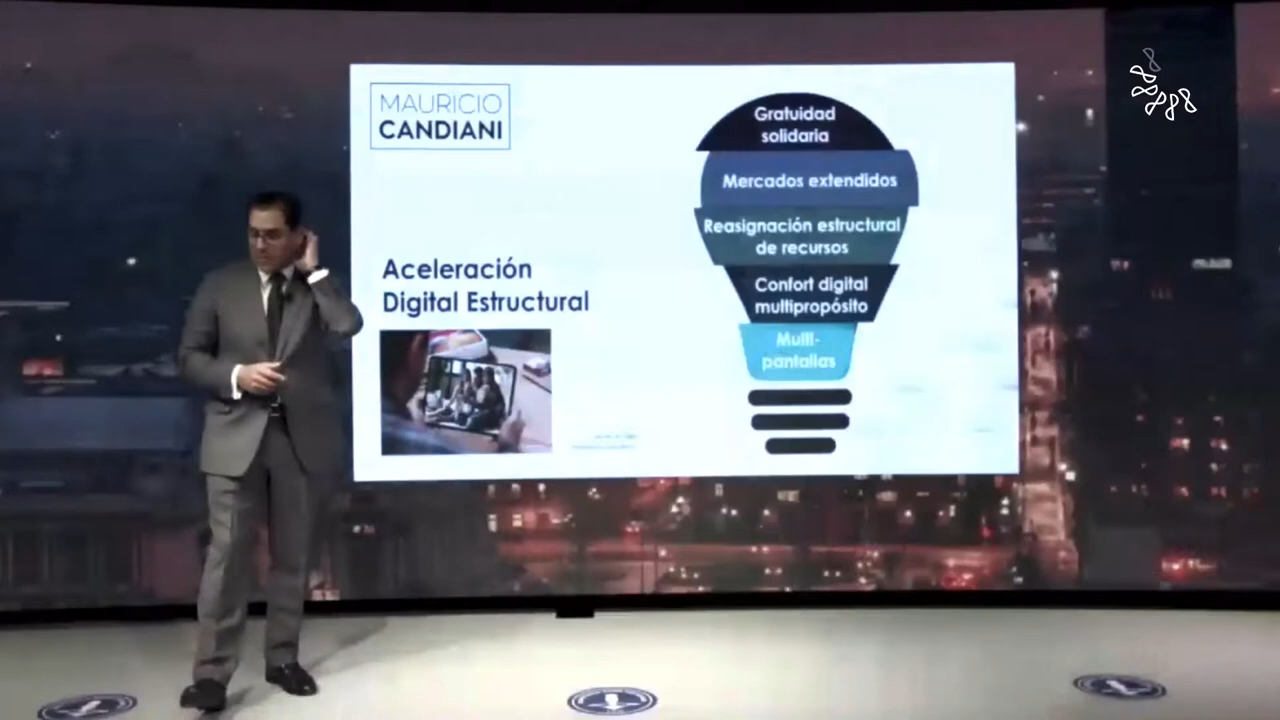 MAURICIO
CANDIANI
Aceleración
Digital Estructural
Gratuidad
solidaria
Mercados extendidos
Reasignación estructural
de recursos
Confort digital
multipropósito
Multi-
pantallas